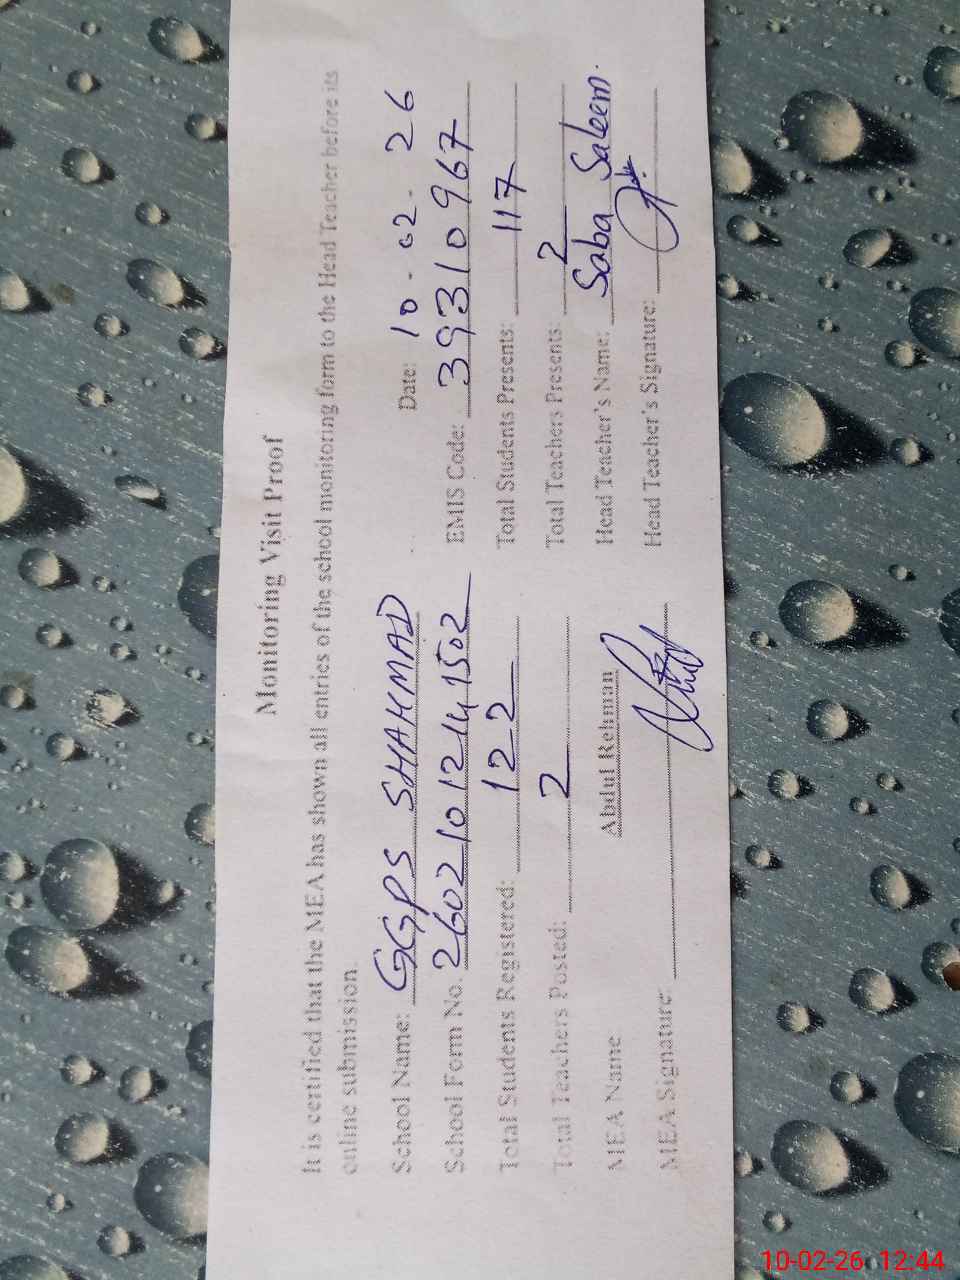 Monitoring Visit Proof
It is certified that the MEA has shown all entries of the school monitoring form to the Head Teacher before its
online submission.
Date: 10-02-26
School Name: GGPS SHAHMAD
EMIS Code: 39310967
School Form No. 26021012141502
Total Students Registered: 122
Total Students Presents: 117
Total Teachers Posted: 2
Total Teachers Presents: 2
MEA Name Abdul Rehman
Head Teacher's Name: Saba Saleem.
MEA Signature:
Head Teacher's Signature:
10-02-26 12:44